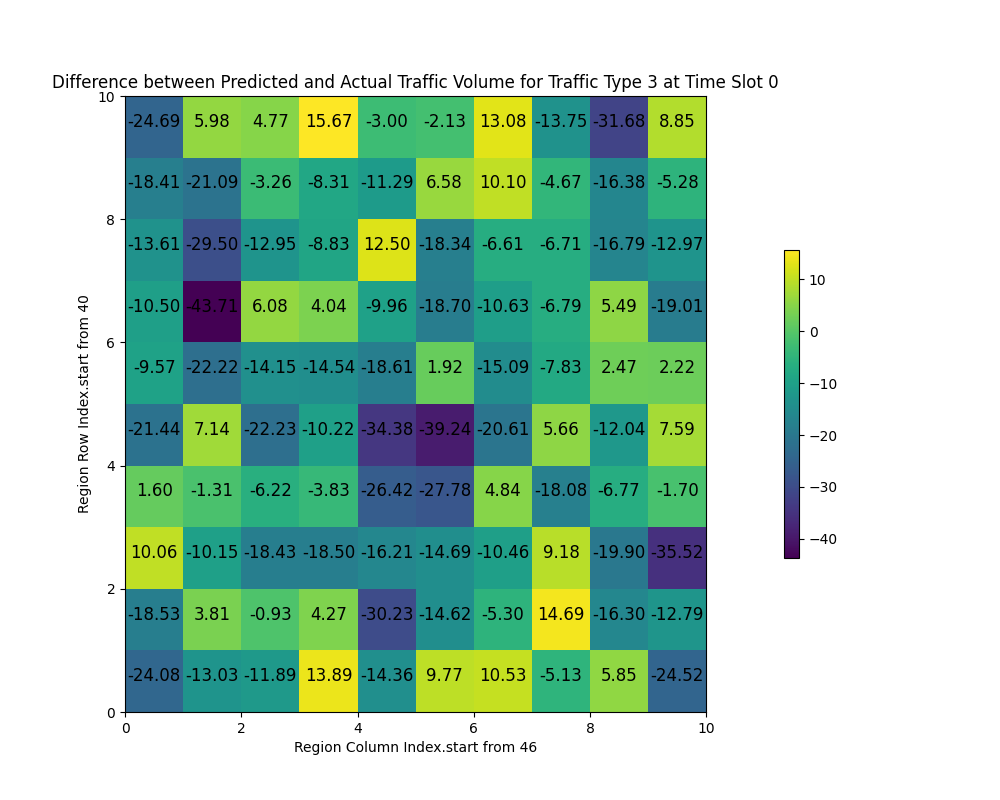 Difference between Predicted and Actual Traffic Volume for Traffic Type 3 at Time Slot 0
10
-24.69 5.98 4.77 15.67 -3.00 -2.13 13.08 -13.75 -31.68 8.85
-18.41 -21.09 -3.26 -8.31 -11.29 6.58 10.10 -4.67 -16.38 -5.28
8
-13.61 -29.50 -12.95 -8.83 12.50 -18.34 -6.61 -6.71 -16.79 -12.97
-10.50 -43.71 6.08 4.04 -9.96 -18.70 -10.63 -6.79 5.49 -19.01
6
-9.57 -22.22 -14.15 -14.54 -18.61 1.92 -15.09 -7.83 2.47 2.22
-21.44 7.14 -22.23 -10.22 -34.38 -39.24 -20.61 5.66 -12.04 7.59
4
1.60 -1.31 -6.22 -3.83 -26.42 -27.78 4.84 -18.08 -6.77 -1.70
10.06 -10.15 -18.43 -18.50 -16.21 -14.69 -10.46 9.18 -19.90 -35.52
2
-18.53 3.81 -0.93 4.27 -30.23 -14.62 -5.30 14.69 -16.30 -12.79
-24.08 -13.03 -11.89 13.89 -14.36 9.77 10.53 -5.13 5.85 -24.52
0
0 2 4 6 8 10
Region Column Index.start from 46
Region Row Index.start from 40
10
0
−10
−20
−30
−40